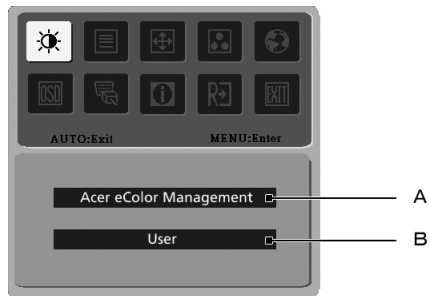 OSD i R EXIT
AUTO:Exit MENU:Enter
Acer eColor Management A
User B